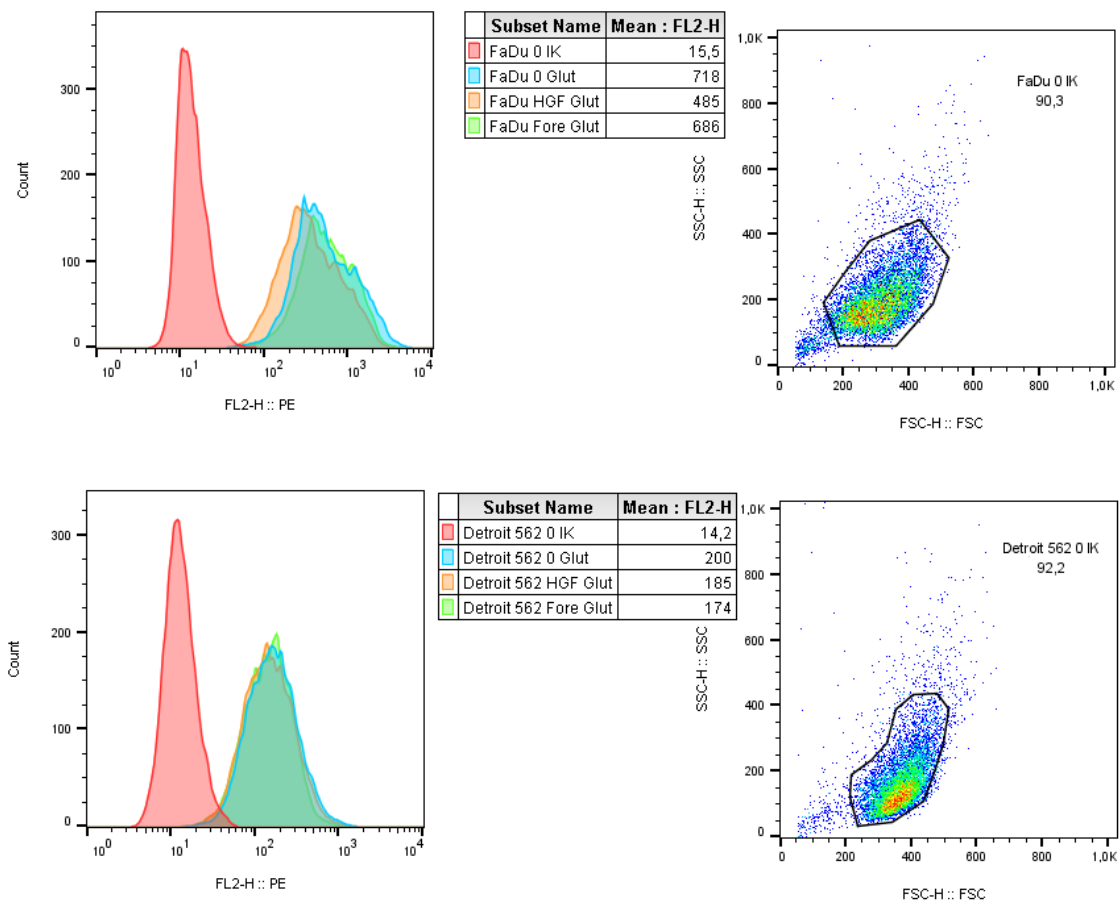 Subset Name Mean : FL2-H
FaDu 0 IK 15,5
FaDu 0 Glut 718
FaDu HGF Glut 485
FaDu Fore Glut 686
300
200
100
0
Count
10^0 10^1 10^2 10^3 10^4
FL2-H :: PE
1,0K
800
600
400
200
0
SSC-H :: SSC
FaDu 0 IK
90,3
0 200 400 600 800 1,0K
FSC-H :: FSC
Subset Name Mean : FL2-H
Detroit 562 0 IK 14,2
Detroit 562 0 Glut 200
Detroit 562 HGF Glut 185
Detroit 562 Fore Glut 174
300
200
100
0
Count
10^0 10^1 10^2 10^3 10^4
FL2-H :: PE
1,0K
800
600
400
200
0
SSC-H :: SSC
Detroit 562 0 IK
92,2
0 200 400 600 800 1,0K
FSC-H :: FSC